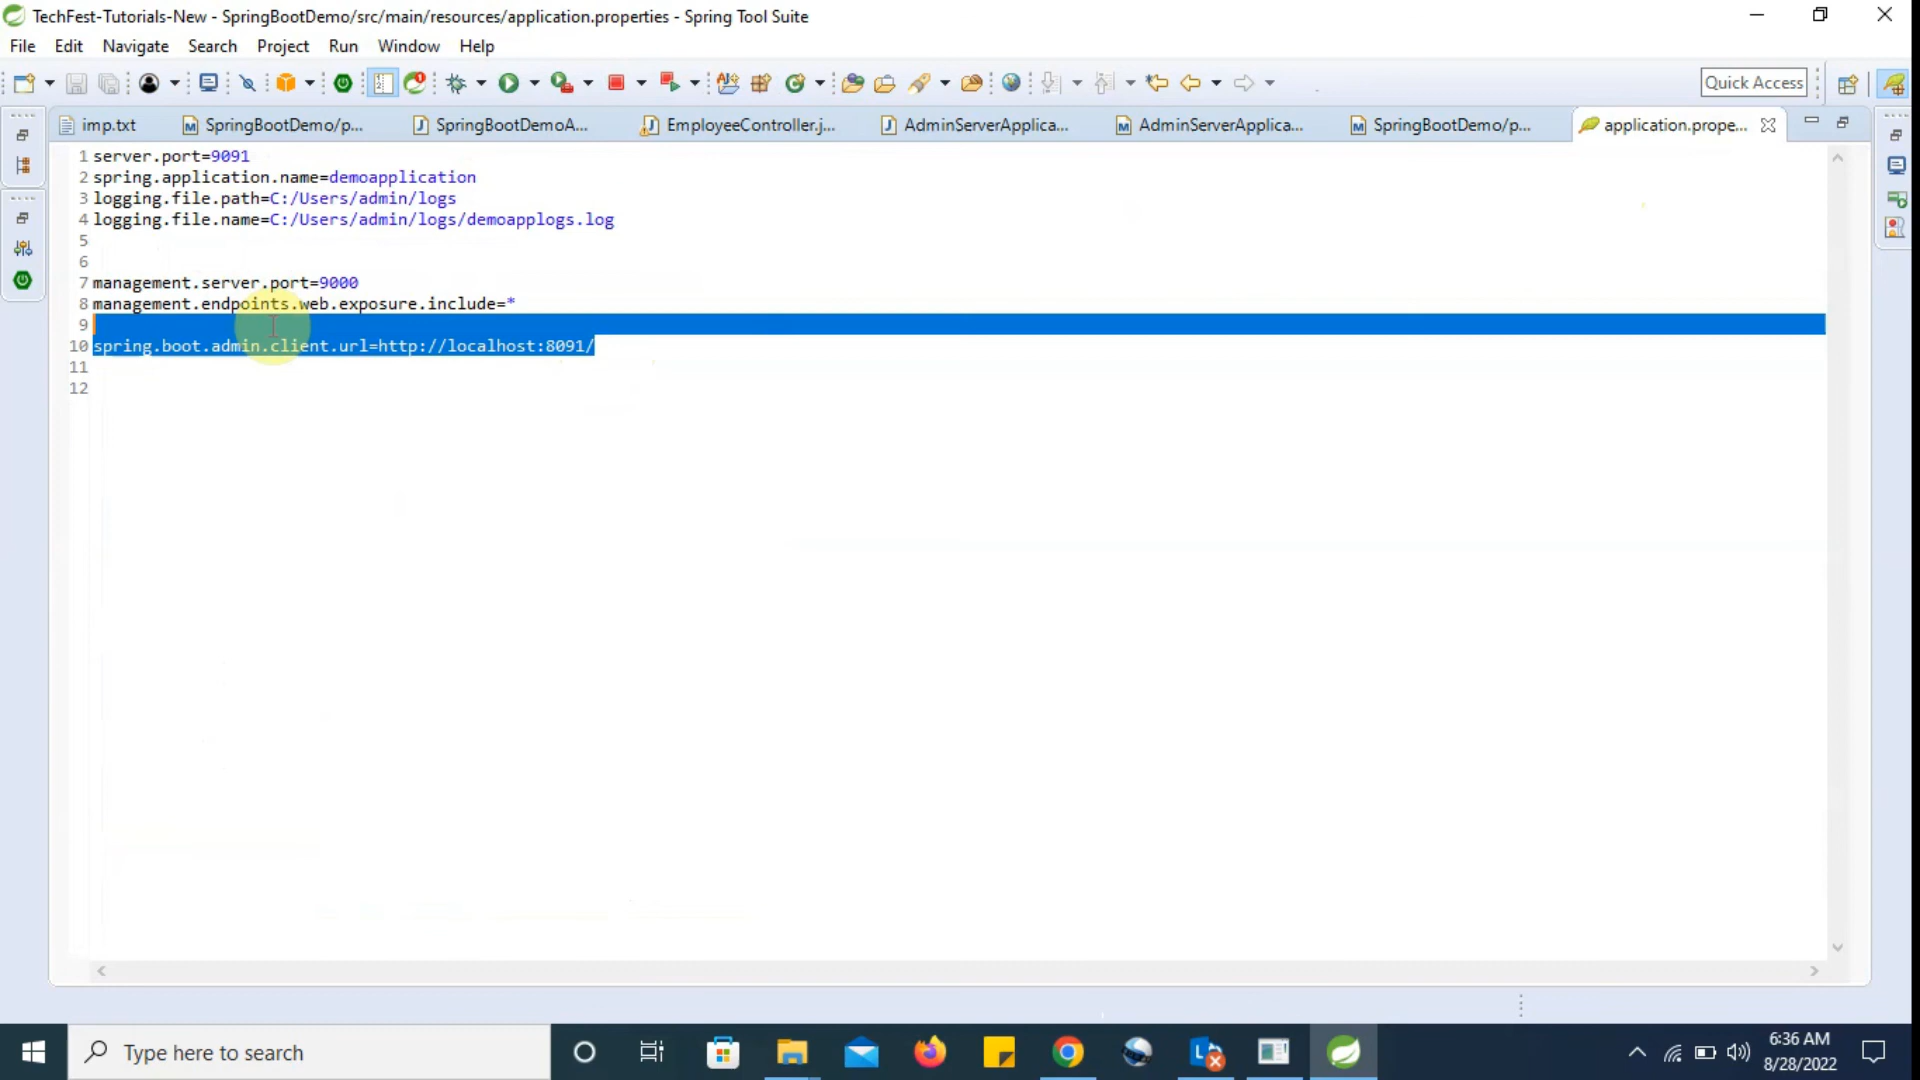 TechFest-Tutorials-New - SpringBootDemo/src/main/resources/application.properties - Spring Tool Suite
File Edit Navigate Search Project Run Window Help
Quick Access
imp.txt SpringBootDemo/p... SpringBootDemoA... EmployeeController.j... AdminServerApplica... AdminServerApplica... SpringBootDemo/p... application.prope...
1 server.port=9091
2 spring.application.name=demoapplication
3 logging.file.path=C:/Users/admin/logs
4 logging.file.name=C:/Users/admin/logs/demoapplogs.log
5
6
7 management.server.port=9000
8 management.endpoints.web.exposure.include=*
9
10 spring.boot.admin.client.url=http://localhost:8091/
11
12
Type here to search
6:36 AM
8/28/2022